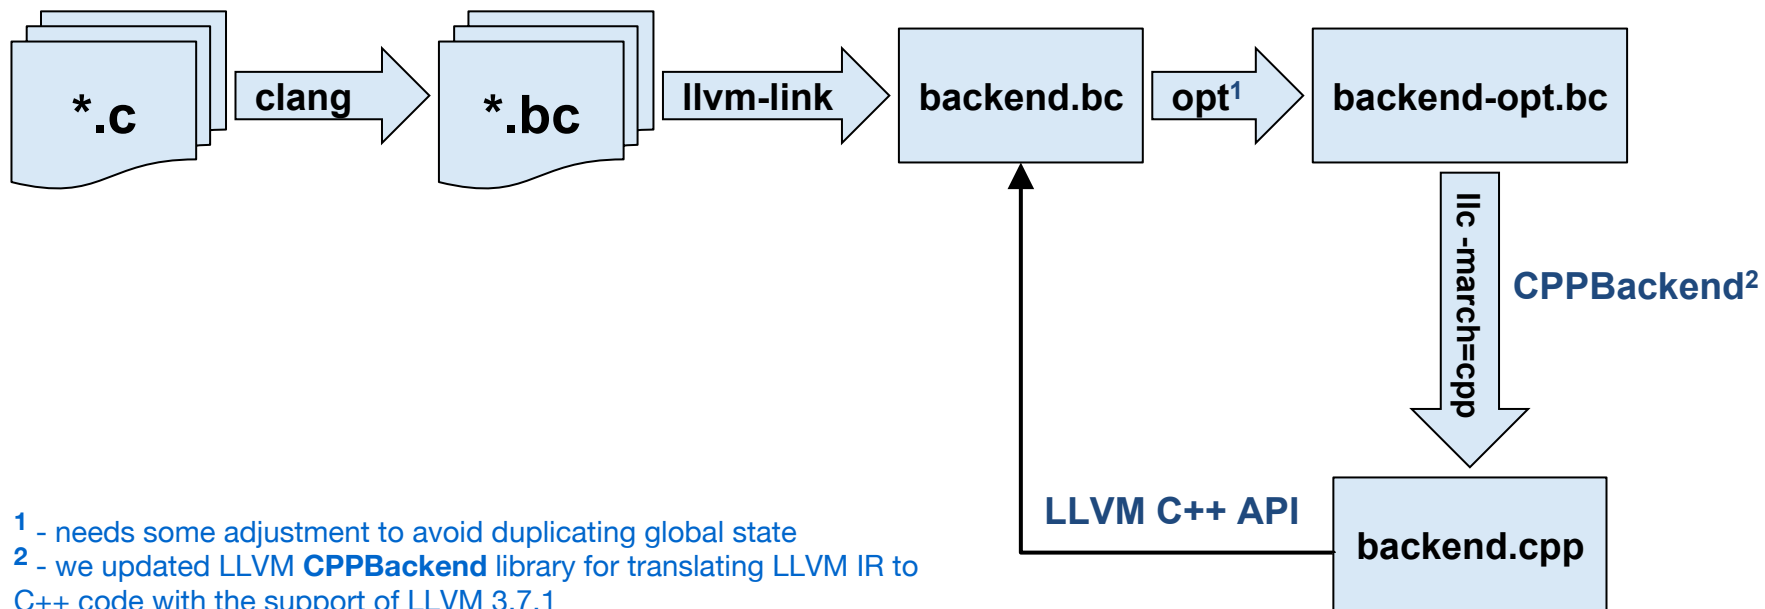 *.c
clang
*.bc
llvm-link
backend.bc
opt¹
backend-opt.bc
llc -march=cpp
CPPBackend²
LLVM C++ API
backend.cpp
¹ - needs some adjustment to avoid duplicating global state
² - we updated LLVM CPPBackend library for translating LLVM IR to
C++ code with the support of LLVM 3.7.1